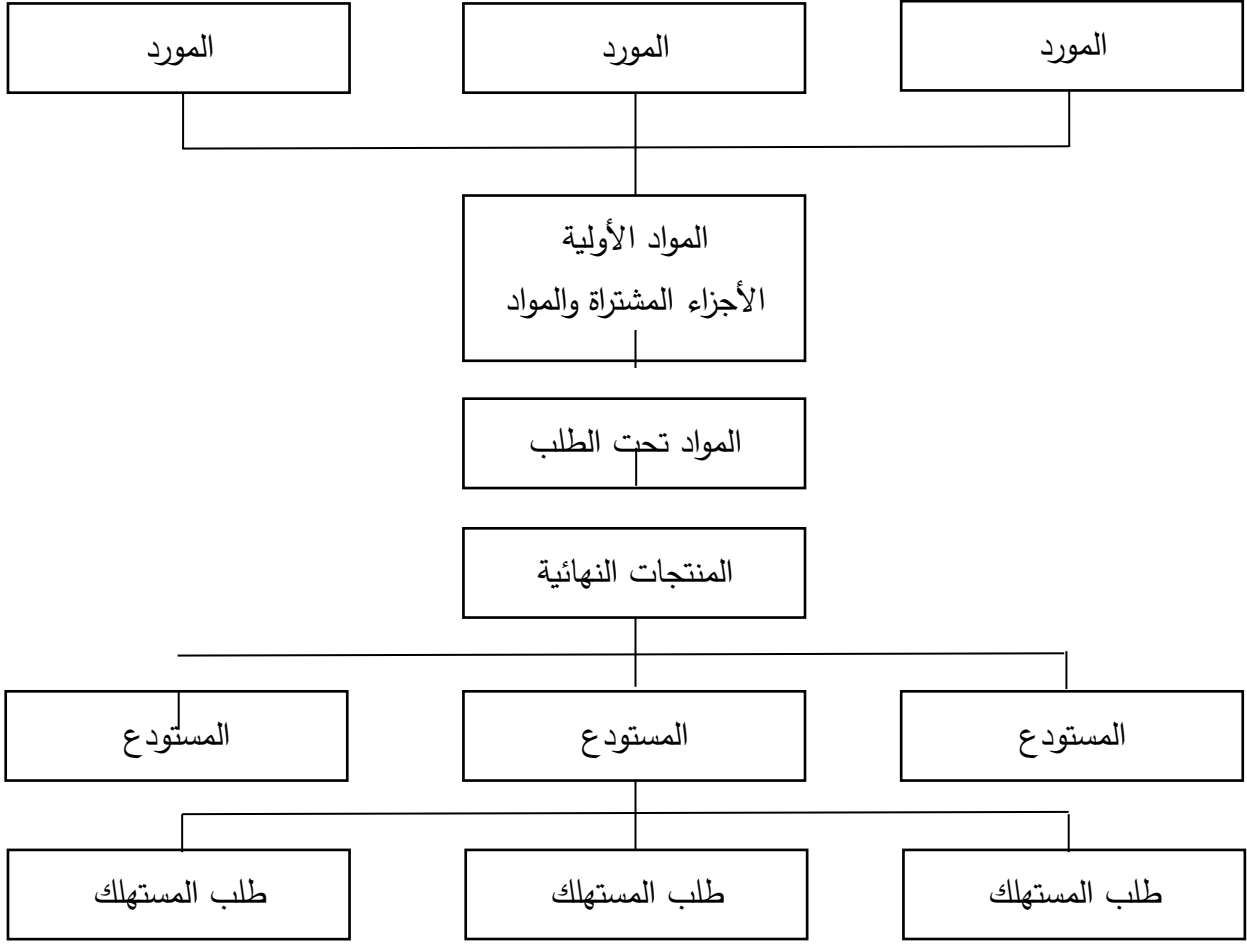 المورد
المورد
المورد
المواد الأولية
الأجزاء المشتراة والمواد
المواد تحت الطلب
المنتجات النهائية
المستودع
المستودع
المستودع
طلب المستهلك
طلب المستهلك
طلب المستهلك